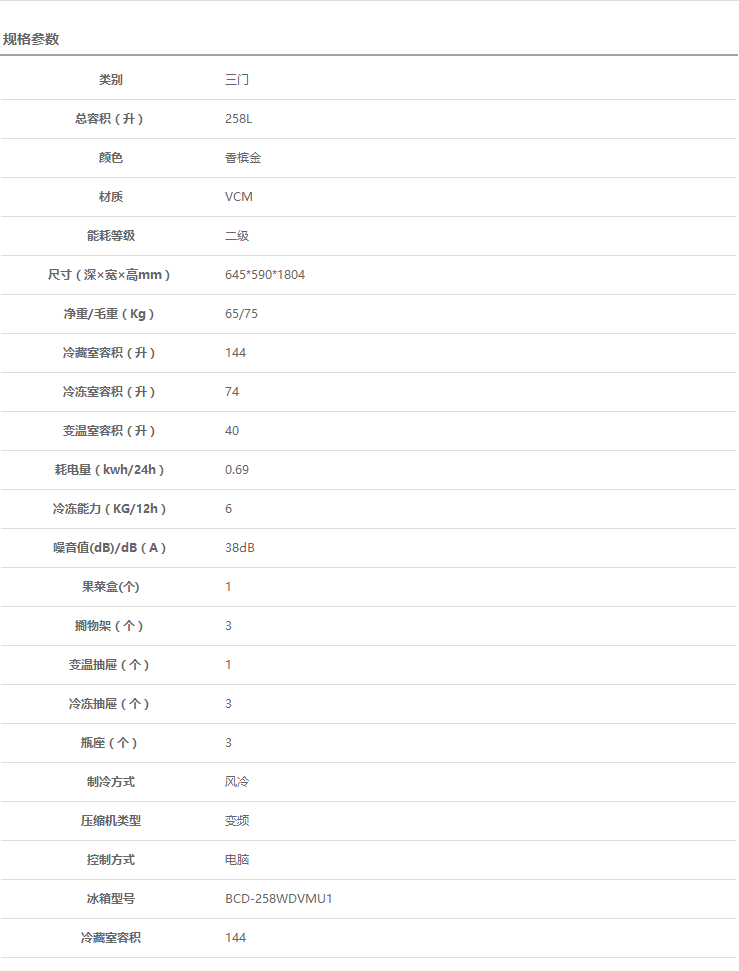 规格参数
类别 三门
总容积（升） 258L
颜色 香槟金
材质 VCM
能耗等级 二级
尺寸（深×宽×高mm） 645*590*1804
净重/毛重（Kg） 65/75
冷藏室容积（升） 144
冷冻室容积（升） 74
变温室容积（升） 40
耗电量（kwh/24h） 0.69
冷冻能力（KG/12h） 6
噪音值(dB)/dB（A） 38dB
果菜盒(个) 1
搁物架（个） 3
变温抽屉（个） 1
冷冻抽屉（个） 3
瓶座（个） 3
制冷方式 风冷
压缩机类型 变频
控制方式 电脑
冰箱型号 BCD-258WDVMU1
冷藏室容积 144